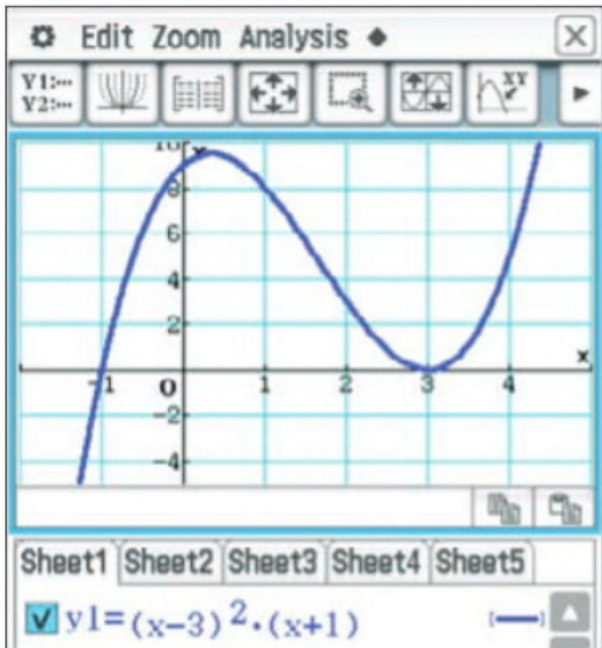 Edit Zoom Analysis ◆
Y1:··· XY
Y2:···
10
8
6
4
2 x
-1 O 1 2 3 4
-2
-4
Sheet1 Sheet2 Sheet3 Sheet4 Sheet5
y1=(x-3)²·(x+1)